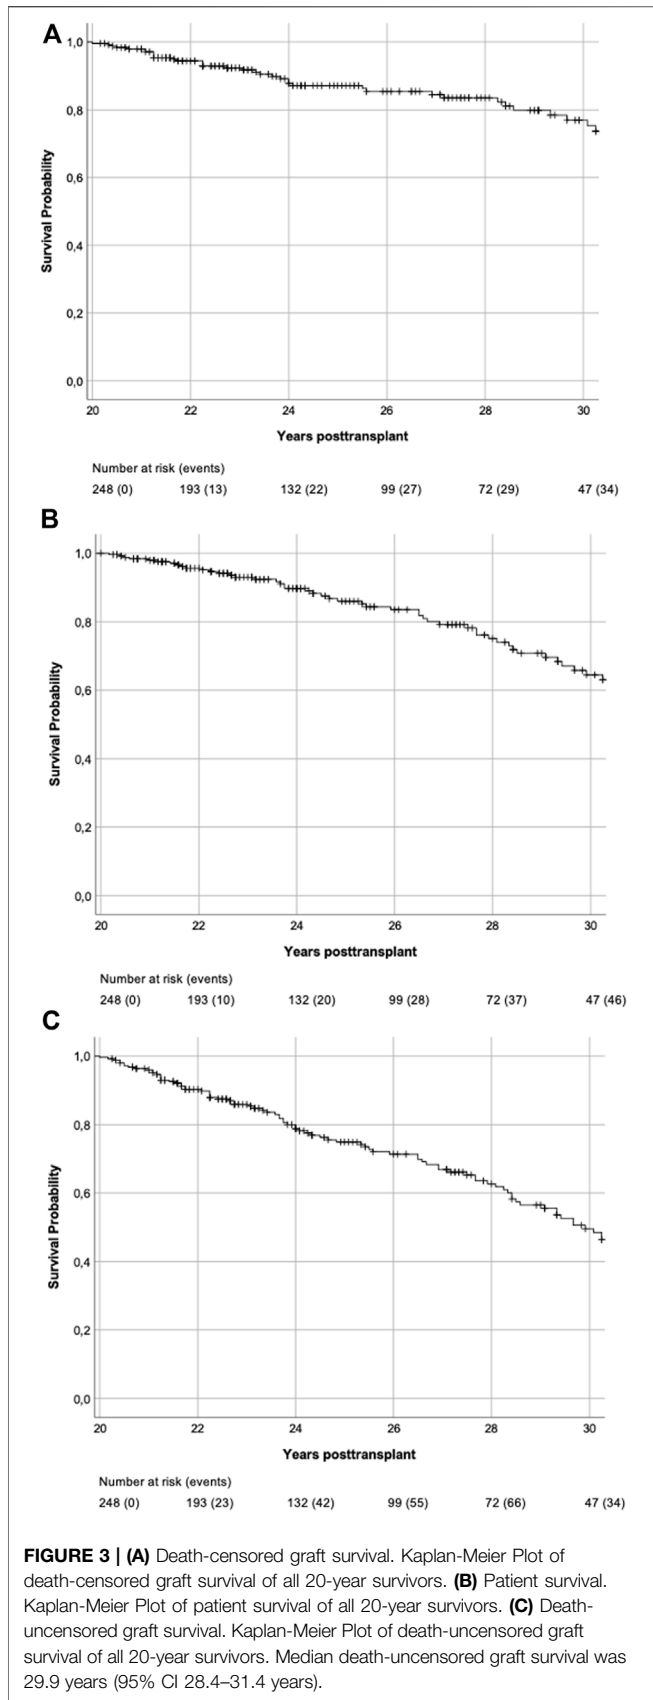 A
1,0
0,8
0,6
0,4
0,2
0,0
Survival Probability
20 22 24 26 28 30
Years posttransplant
Number at risk (events)
248 (0) 193 (13) 132 (22) 99 (27) 72 (29) 47 (34)
B
1,0
0,8
0,6
0,4
0,2
0,0
Survival Probability
20 22 24 26 28 30
Years posttransplant
Number at risk (events)
248 (0) 193 (10) 132 (20) 99 (28) 72 (37) 47 (46)
C
1,0
0,8
0,6
0,4
0,2
0,0
Survival Probability
20 22 24 26 28 30
Years posttransplant
Number at risk (events)
248 (0) 193 (23) 132 (42) 99 (55) 72 (66) 47 (34)
FIGURE 3 | (A) Death-censored graft survival. Kaplan-Meier Plot of
death-censored graft survival of all 20-year survivors. (B) Patient survival.
Kaplan-Meier Plot of patient survival of all 20-year survivors. (C) Death-
uncensored graft survival. Kaplan-Meier Plot of death-uncensored graft
survival of all 20-year survivors. Median death-uncensored graft survival was
29.9 years (95% CI 28.4–31.4 years).